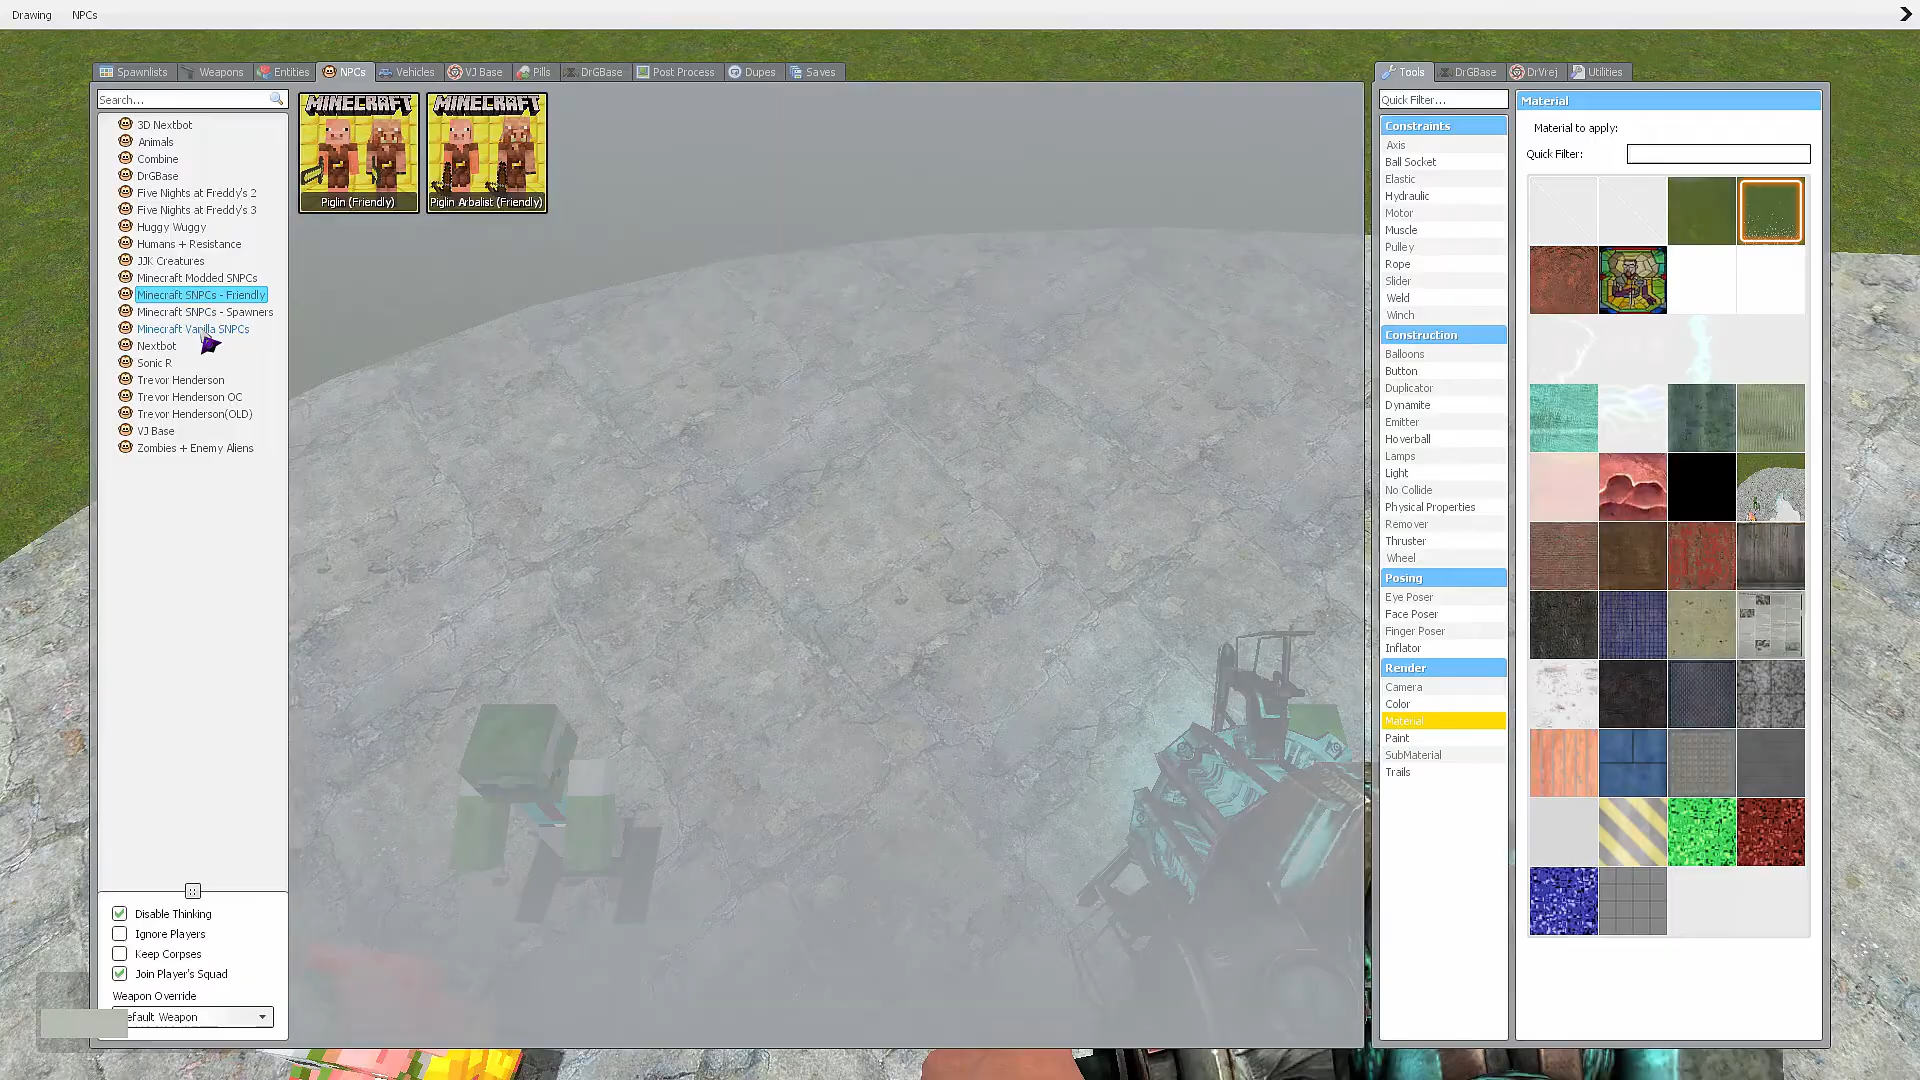 Drawing NPCs
Spawnlists Weapons Entities NPCs Vehicles VJ Base Pills DrGBase Post Process Dupes Saves
Tools DrGBase DrVrej Utilities
Search...
3D Nextbot
Animals
Combine
DrGBase
Five Nights at Freddy's 2
Five Nights at Freddy's 3
Huggy Wuggy
Humans + Resistance
JJK Creatures
Minecraft Modded SNPCs
Minecraft SNPCs - Friendly
Minecraft SNPCs - Spawners
Minecraft Vanilla SNPCs
Nextbot
Sonic R
Trevor Henderson
Trevor Henderson OC
Trevor Henderson(OLD)
VJ Base
Zombies + Enemy Aliens
Disable Thinking
Ignore Players
Keep Corpses
Join Player's Squad
Weapon Override
efault Weapon
MINECRAFT
Piglin (Friendly)
MINECRAFT
Piglin Arbalist (Friendly)
Quick Filter...
Constraints
Axis
Ball Socket
Elastic
Hydraulic
Motor
Muscle
Pulley
Rope
Slider
Weld
Winch
Construction
Balloons
Button
Duplicator
Dynamite
Emitter
Hoverball
Lamps
Light
No Collide
Physical Properties
Remover
Thruster
Wheel
Posing
Eye Poser
Face Poser
Finger Poser
Inflator
Render
Camera
Color
Material
Paint
SubMaterial
Trails
Material
Material to apply:
Quick Filter: